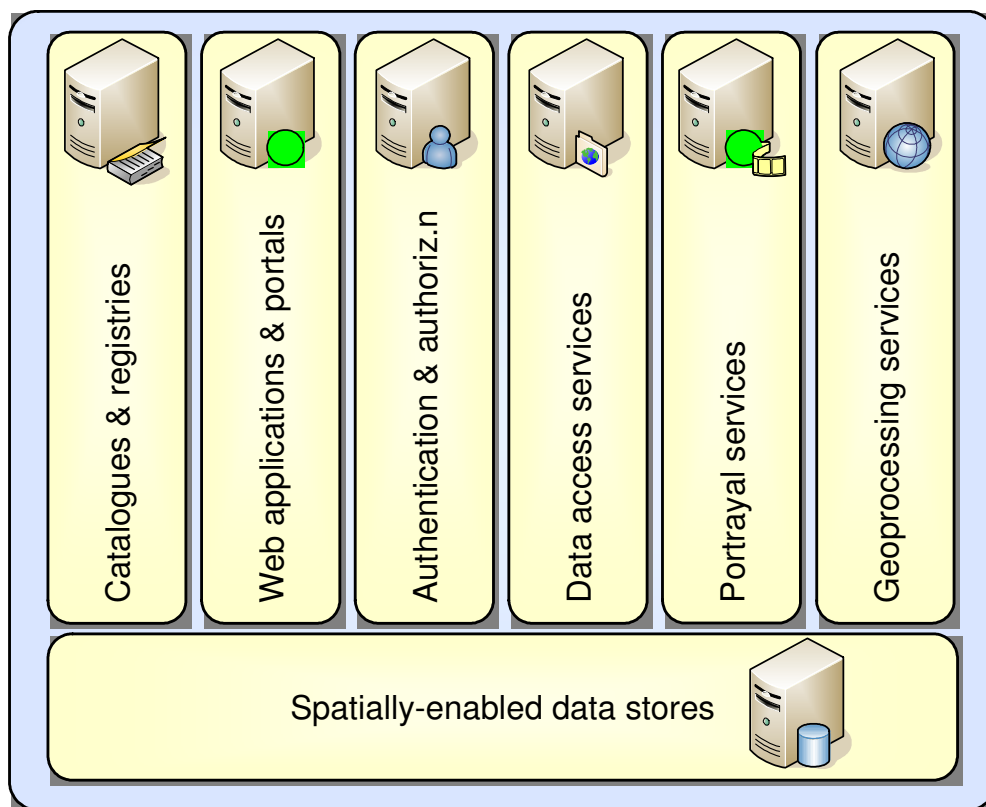 Catalogues & registries
Web applications & portals
Authentication & authoriz.n
Data access services
Portrayal services
Geoprocessing services
Spatially-enabled data stores